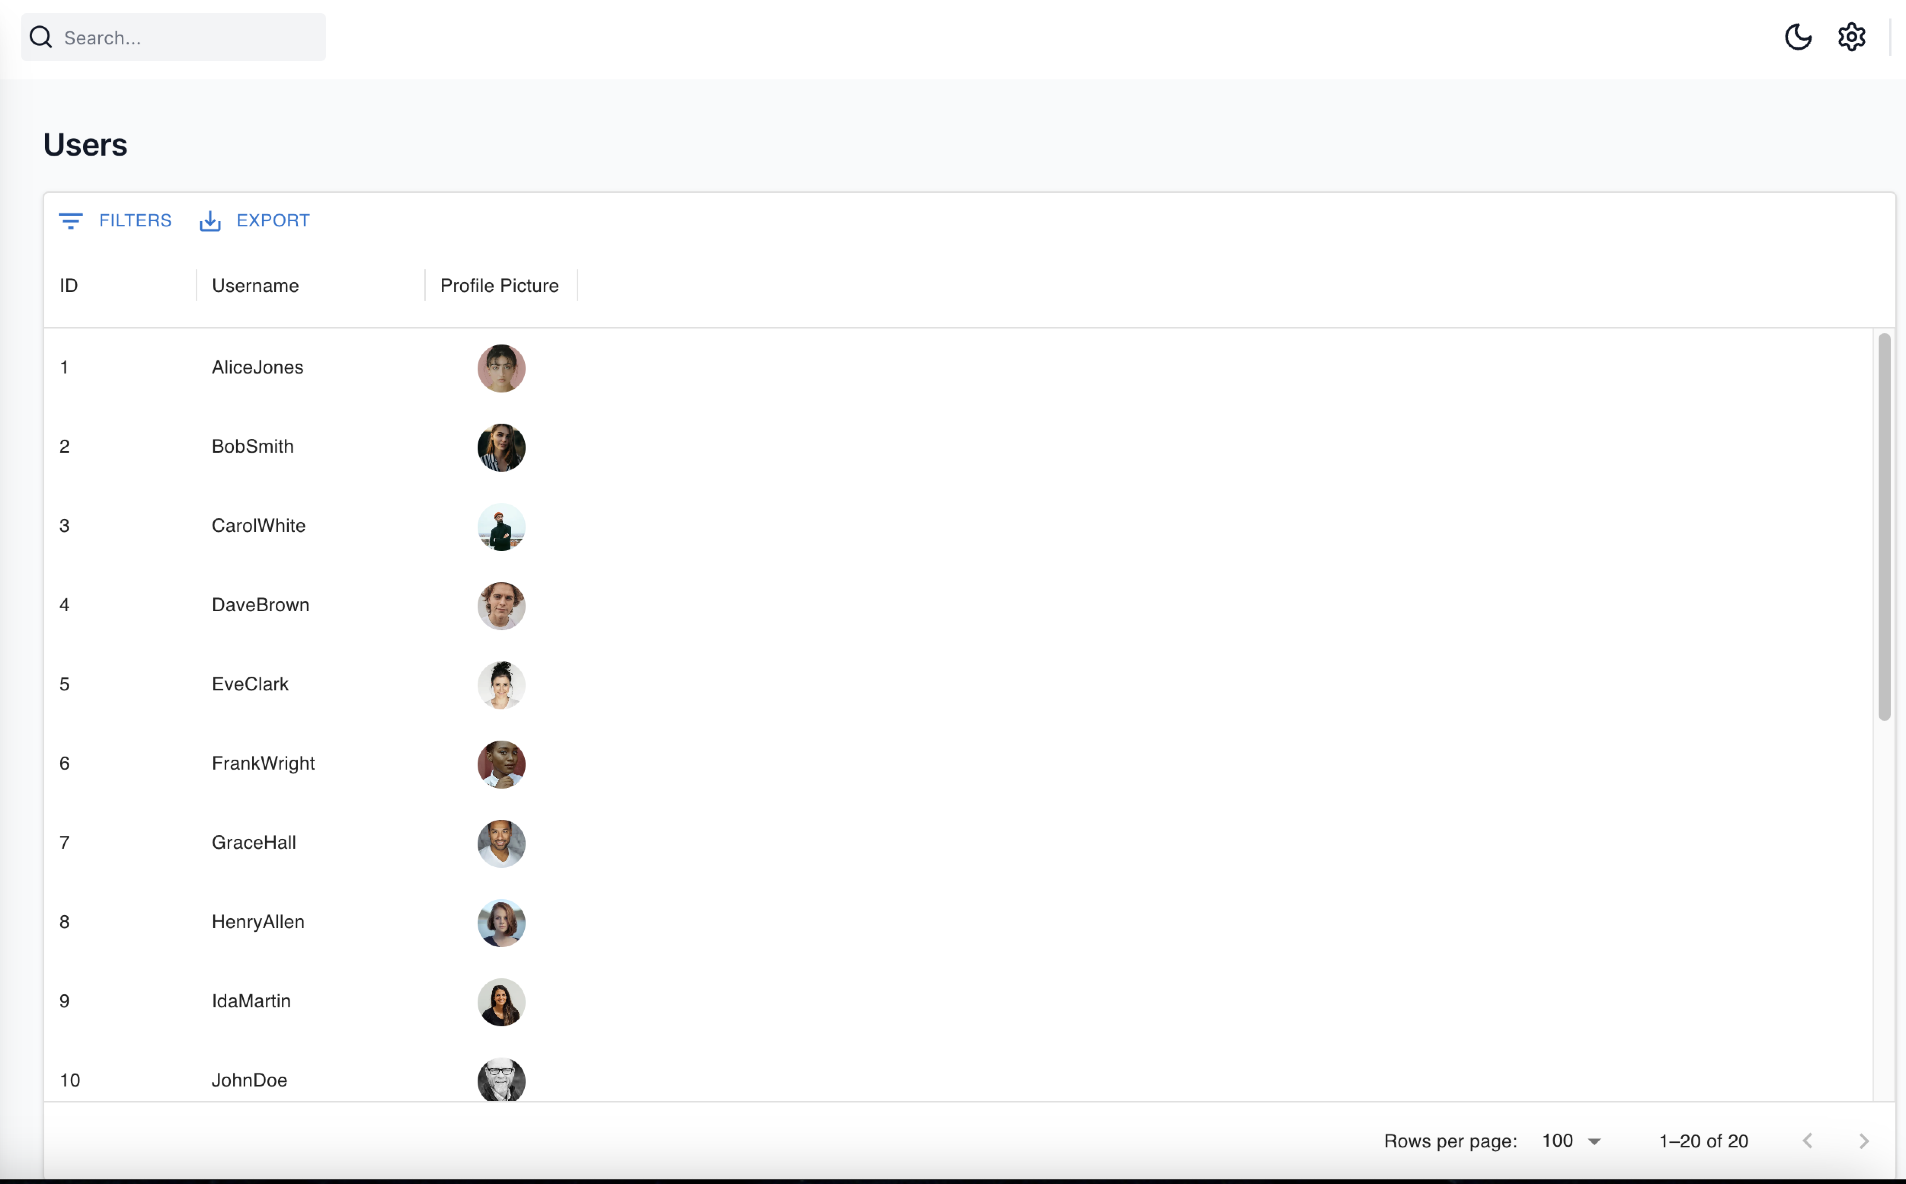 Search...
Users
FILTERS EXPORT
ID Username Profile Picture
1 AliceJones
2 BobSmith
3 CarolWhite
4 DaveBrown
5 EveClark
6 FrankWright
7 GraceHall
8 HenryAllen
9 IdaMartin
10 JohnDoe
Rows per page: 100 1–20 of 20